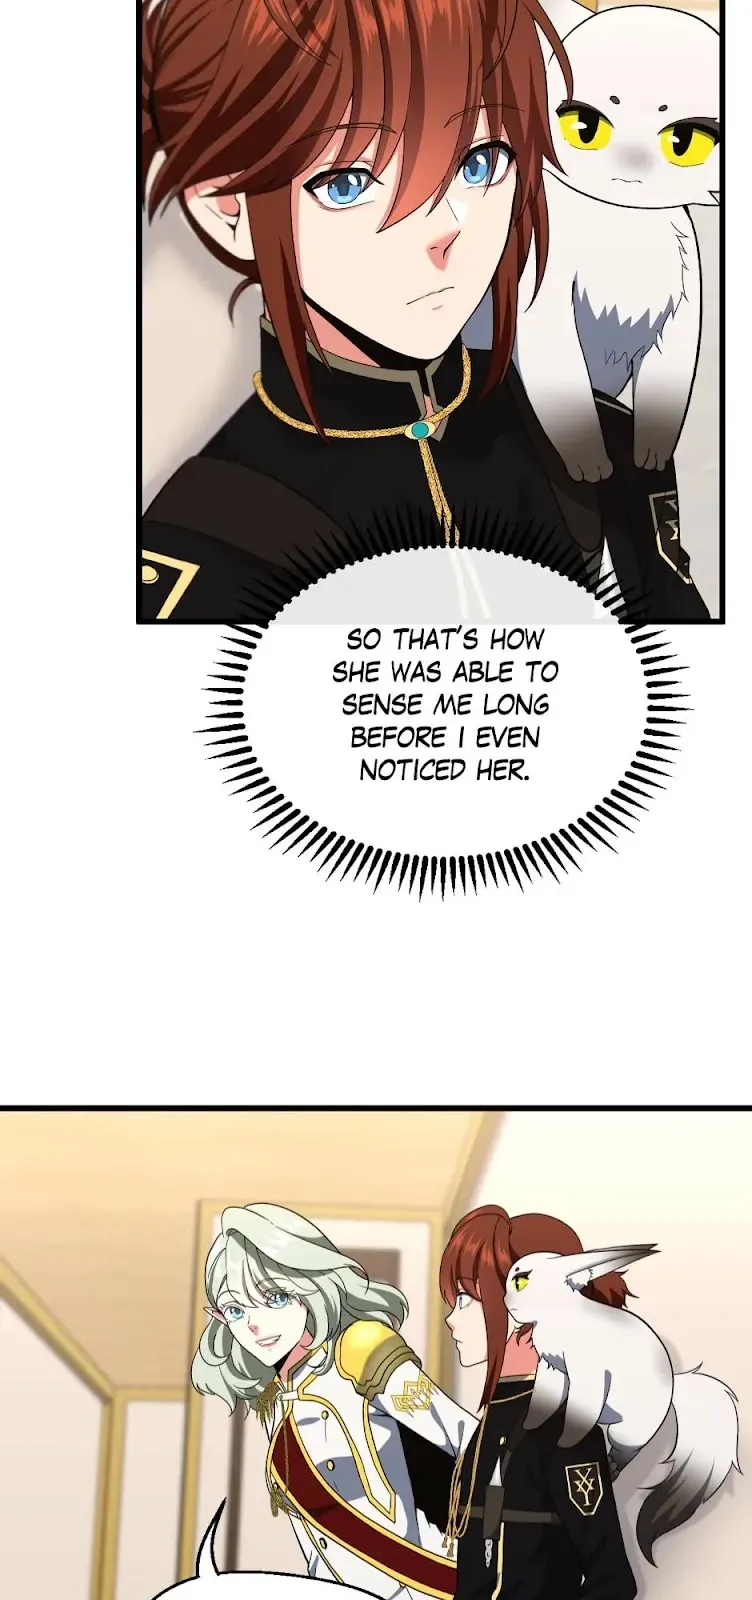 SO THAT'S HOW
SHE WAS ABLE TO
SENSE ME LONG
BEFORE I EVEN
NOTICED HER.